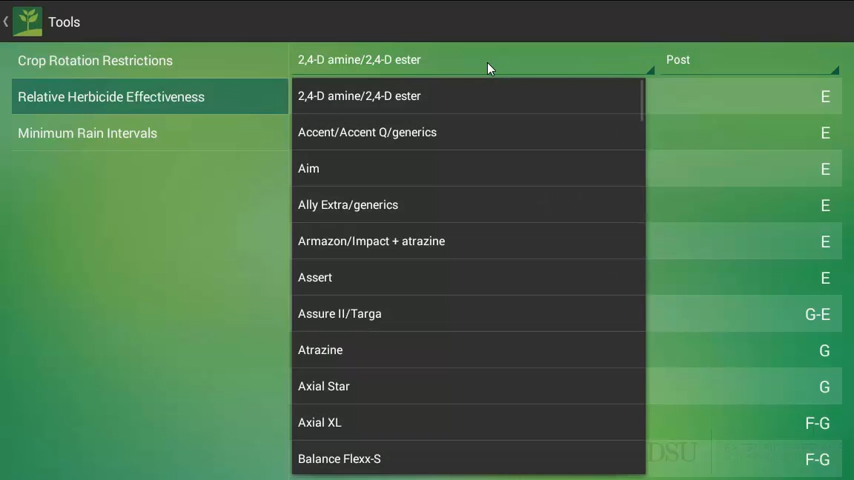 Tools
Crop Rotation Restrictions
Relative Herbicide Effectiveness
Minimum Rain Intervals
2,4-D amine/2,4-D ester
Post
2,4-D amine/2,4-D ester E
Accent/Accent Q/generics E
Aim E
Ally Extra/generics E
Armazon/Impact + atrazine E
Assert E
Assure II/Targa G-E
Atrazine G
Axial Star G
Axial XL F-G
Balance Flexx-S F-G
DSU